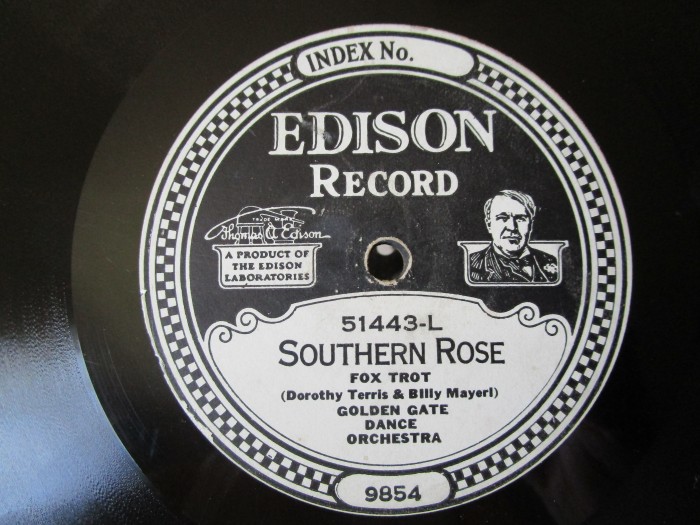 INDEX No.
EDISON
RECORD
TRADE MARK
Thomas A Edison
A PRODUCT OF
THE EDISON
LABORATORIES
51443-L
SOUTHERN ROSE
FOX TROT
(Dorothy Terris & Billy Mayerl)
GOLDEN GATE
DANCE
ORCHESTRA
9854